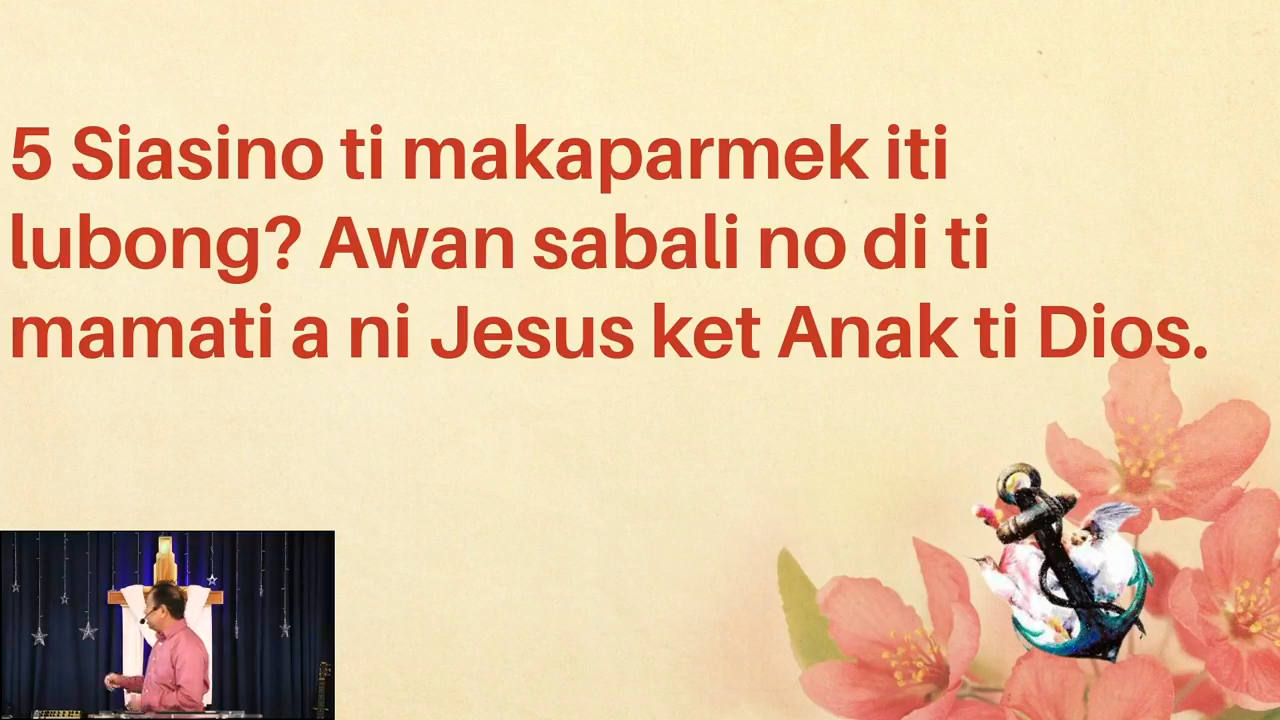 5 Siasino ti makaparmek iti
lubong? Awan sabali no di ti
mamati a ni Jesus ket Anak ti Dios.